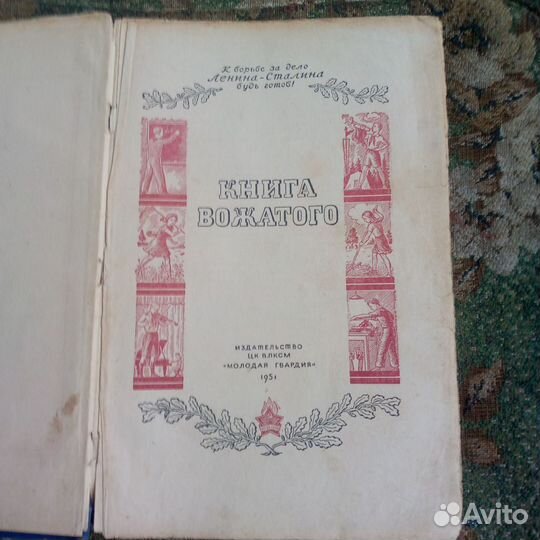 К борьбе за дело
Ленина-Сталина
будь готов!
КНИГА
ВОЖАТОГО
ИЗДАТЕЛЬСТВО
ЦК ВЛКСМ
«МОЛОДАЯ ГВАРДИЯ»
1951
Avito